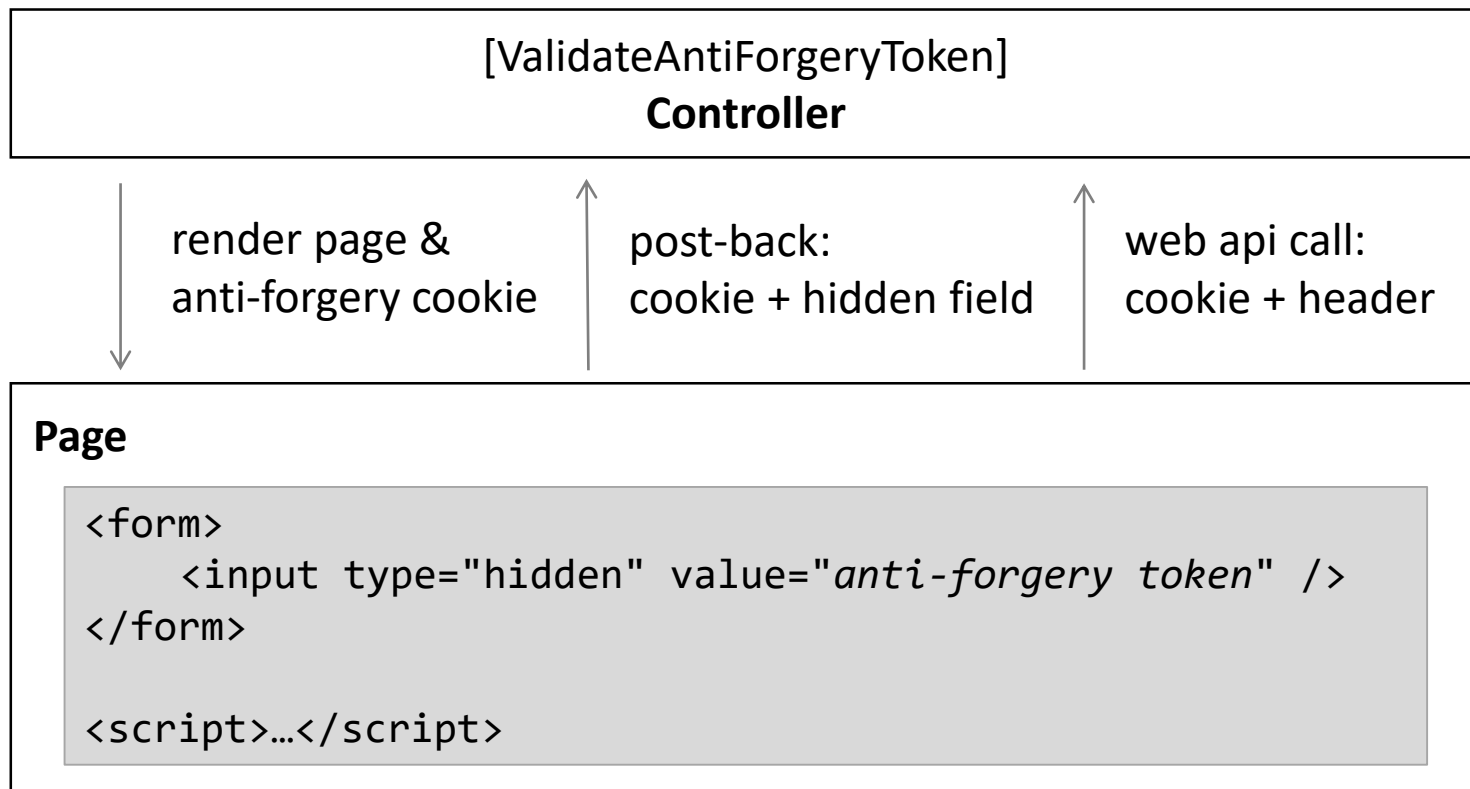 [ValidateAntiForgeryToken]
Controller
render page &
anti-forgery cookie
post-back:
cookie + hidden field
web api call:
cookie + header
Page
<form>
    <input type="hidden" value="anti-forgery token" />
</form>
<script>…</script>